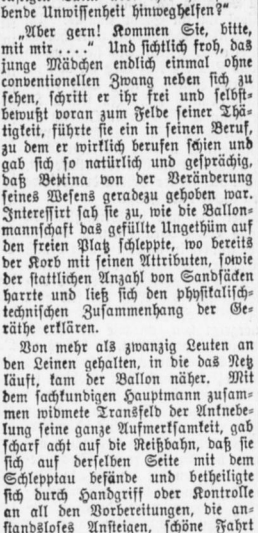 bende Unwissenheit hinweghelfen?“
„Aber gern! Kommen Sie, bitte,
mit mir ....“ Und sichtlich froh, das
junge Mädchen endlich einmal ohne
conventionellen Zwang neben sich zu
sehen, schritt er ihr frei und selbst-
bewußt voran zum Felde seiner Thä-
tigkeit, führte sie ein in seinen Beruf,
zu dem er wirklich berufen schien und
gab sich so natürlich und gesprächig,
daß Bettina von der Veränderung
seines Wesens geradezu gehoben war.
Interessirt sah sie zu, wie die Ballon-
mannschaft das gefüllte Ungethüm auf
den freien Platz schleppte, wo bereits
der Korb mit seinen Attributen, sowie
der stattlichen Anzahl von Sandsäcken
harrte und ließ sich den physikalisch-
technischen Zusammenhang der Ge-
räthe erklären.
Von mehr als zwanzig Leuten an
den Leinen gehalten, in die das Netz
läuft, kam der Ballon näher. Mit
dem sachkundigen Hauptmann zusam-
men widmete Transfeld der Anknebe-
lung seine ganze Aufmerksamkeit, gab
scharf acht auf die Reißbahn, daß sie
sich auf derselben Seite mit dem
Schlepptau befände und betheiligte
sich durch Handgriff oder Kontrolle
an all den Vorbereitungen, die an-
standsloses Ansteigen, schöne Fahrt